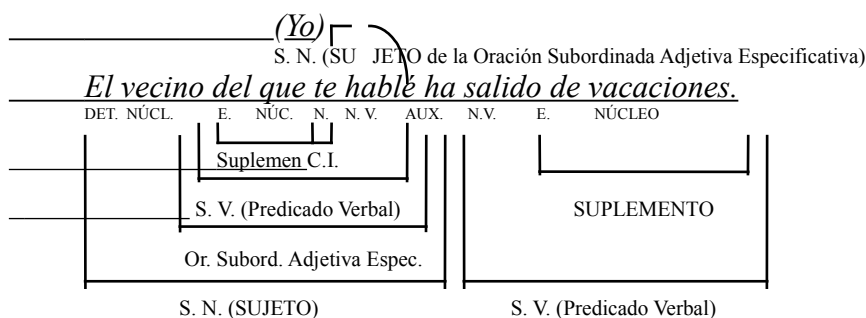 (Yo)
S. N. (SU JETO de la Oración Subordinada Adjetiva Especificativa)
El vecino del que te hablé ha salido de vacaciones.
DET. NÚCL. E. NÚC. N. N. V. AUX. N.V. E. NÚCLEO
Suplemen C.I.
S. V. (Predicado Verbal) SUPLEMENTO
Or. Subord. Adjetiva Espec.
S. N. (SUJETO) S. V. (Predicado Verbal)